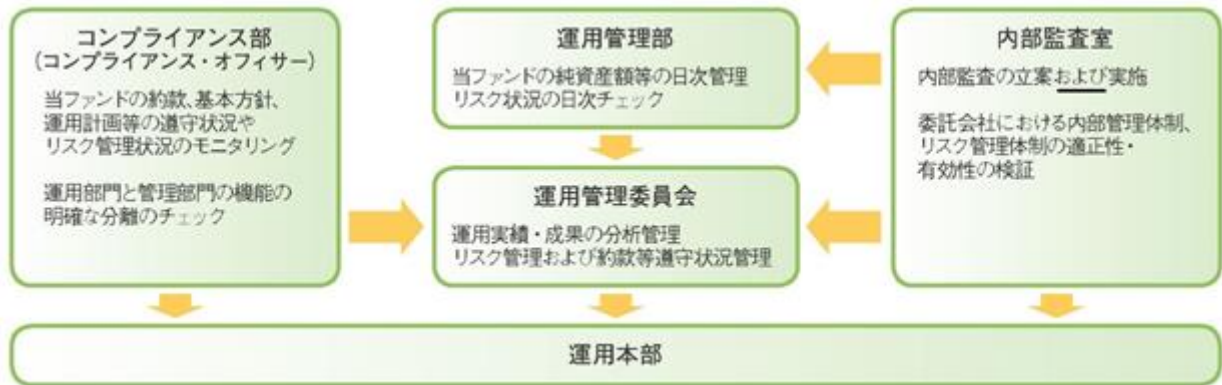 コンプライアンス部
(コンプライアンス・オフィサー)
当ファンドの約款、基本方針、
運用計画等の遵守状況や
リスク管理状況のモニタリング
運用部門と管理部門の機能の
明確な分離のチェック
運用管理部
当ファンドの純資産額等の日次管理
リスク状況の日次チェック
運用管理委員会
運用実績・成果の分析管理
リスク管理および約款等遵守状況管理
内部監査室
内部監査の立案および実施
委託会社における内部管理体制、
リスク管理体制の適正性・
有効性の検証
運用本部